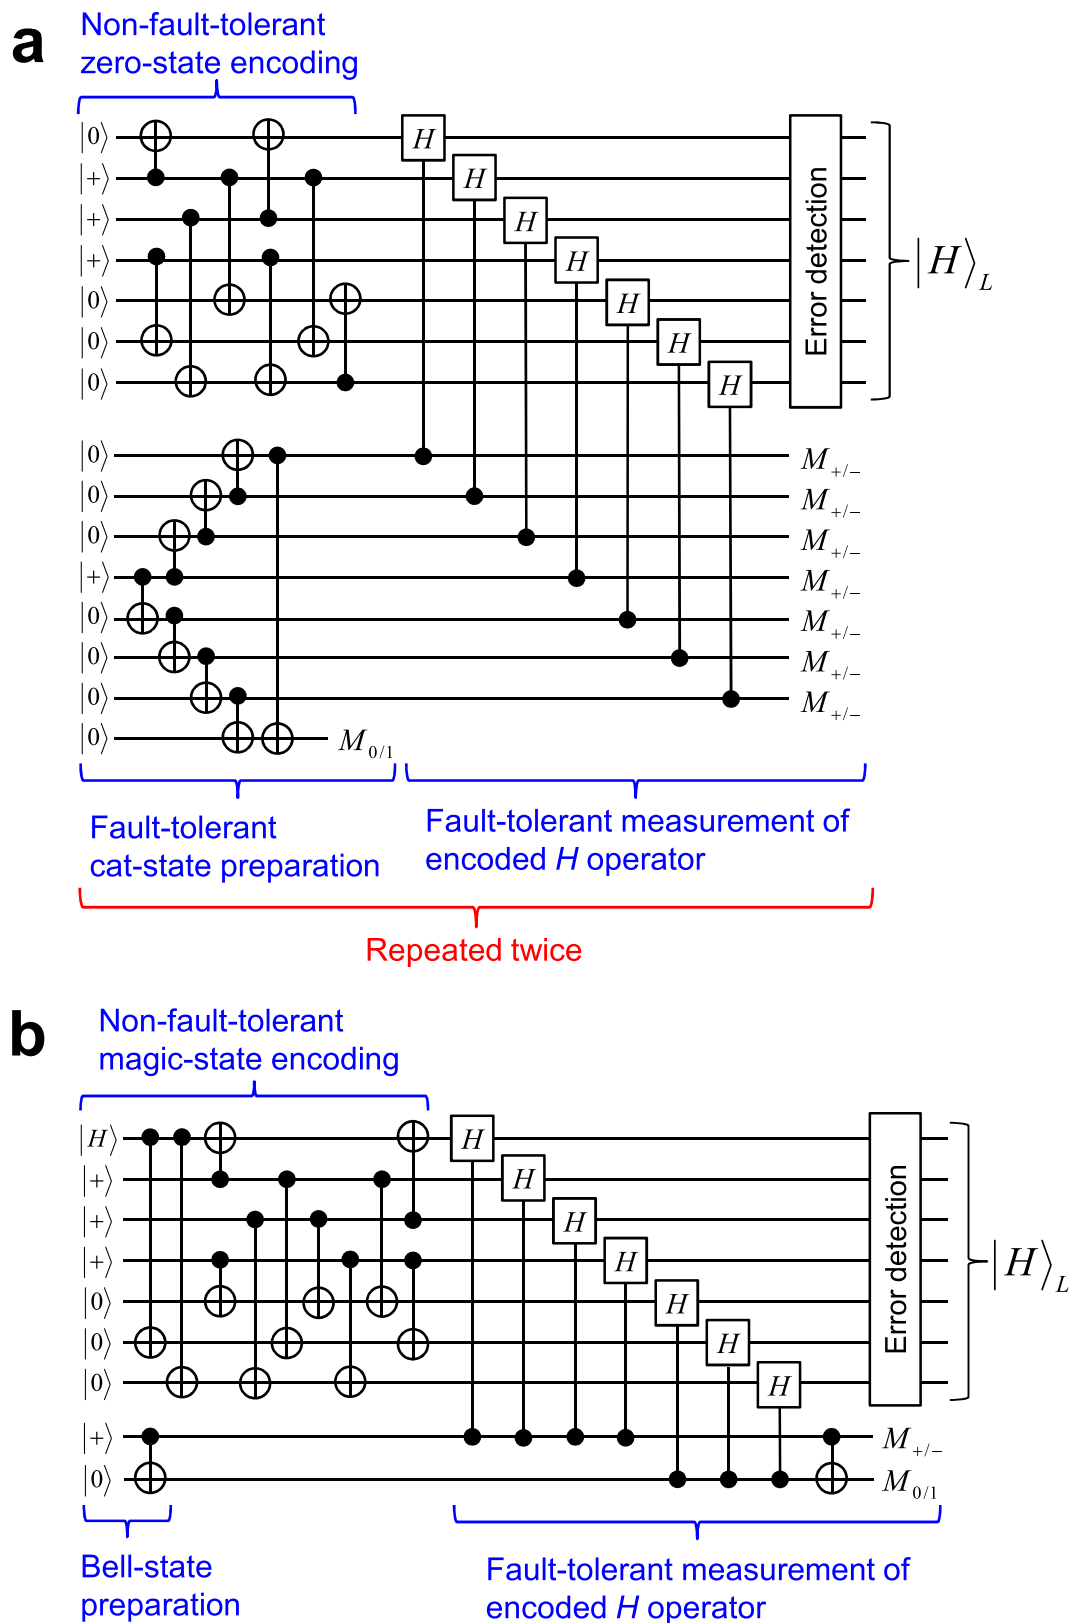 a
Non-fault-tolerant
zero-state encoding
|0⟩
|+⟩
|+⟩
|+⟩
|0⟩
|0⟩
|0⟩
H
H
H
H
H
H
H
Error detection
|H⟩L
|0⟩ M+/−
|0⟩ M+/−
|0⟩ M+/−
|+⟩ M+/−
|0⟩ M+/−
|0⟩ M+/−
|0⟩ M+/−
|0⟩ M0/1
Fault-tolerant
cat-state preparation
Fault-tolerant measurement of
encoded H operator
Repeated twice
b
Non-fault-tolerant
magic-state encoding
|H⟩
|+⟩
|+⟩
|+⟩
|0⟩
|0⟩
|0⟩
H
H
H
H
H
H
H
Error detection
|H⟩L
|+⟩ M+/−
|0⟩ M0/1
Bell-state
preparation
Fault-tolerant measurement of
encoded H operator